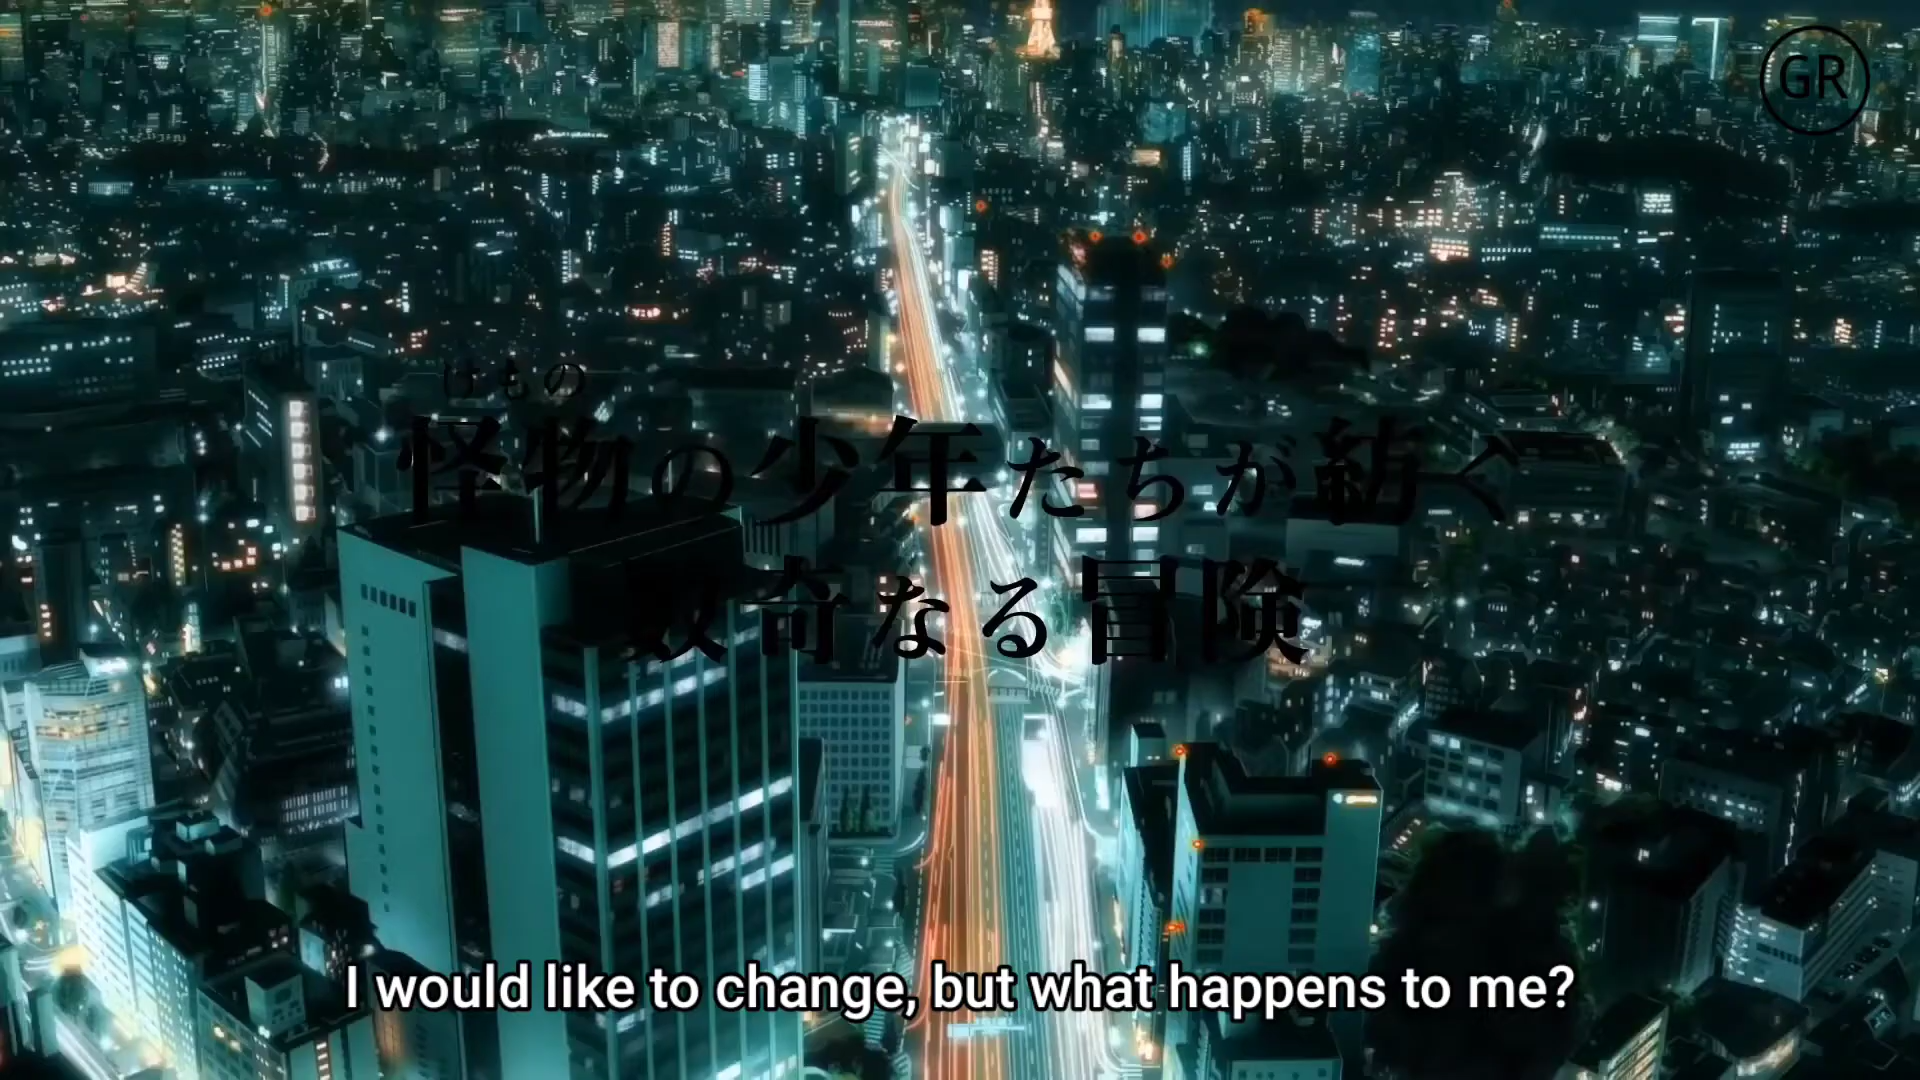 GR
けもの
怪物の少年たちが紡ぐ
数奇なる冒険
I would like to change, but what happens to me?